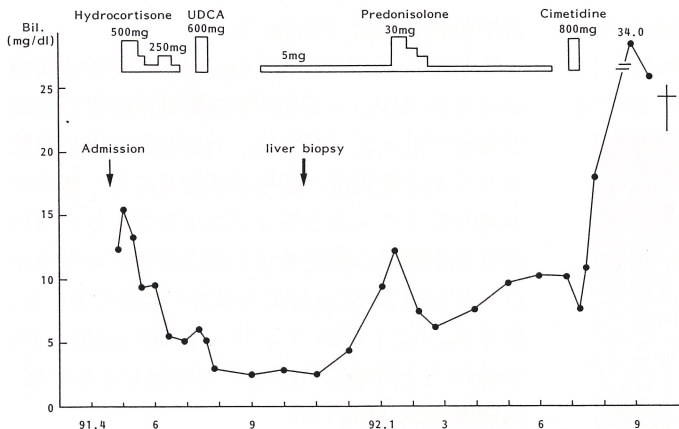 Hydrocortisone UDCA Predonisolone Cimetidine
Bil.
(mg/dl)
500mg 600mg 30mg 800mg 34.0
250mg
5mg
25
20
Admission liver biopsy
15
10
5
0
91.4 6 9 92.1 3 6 9